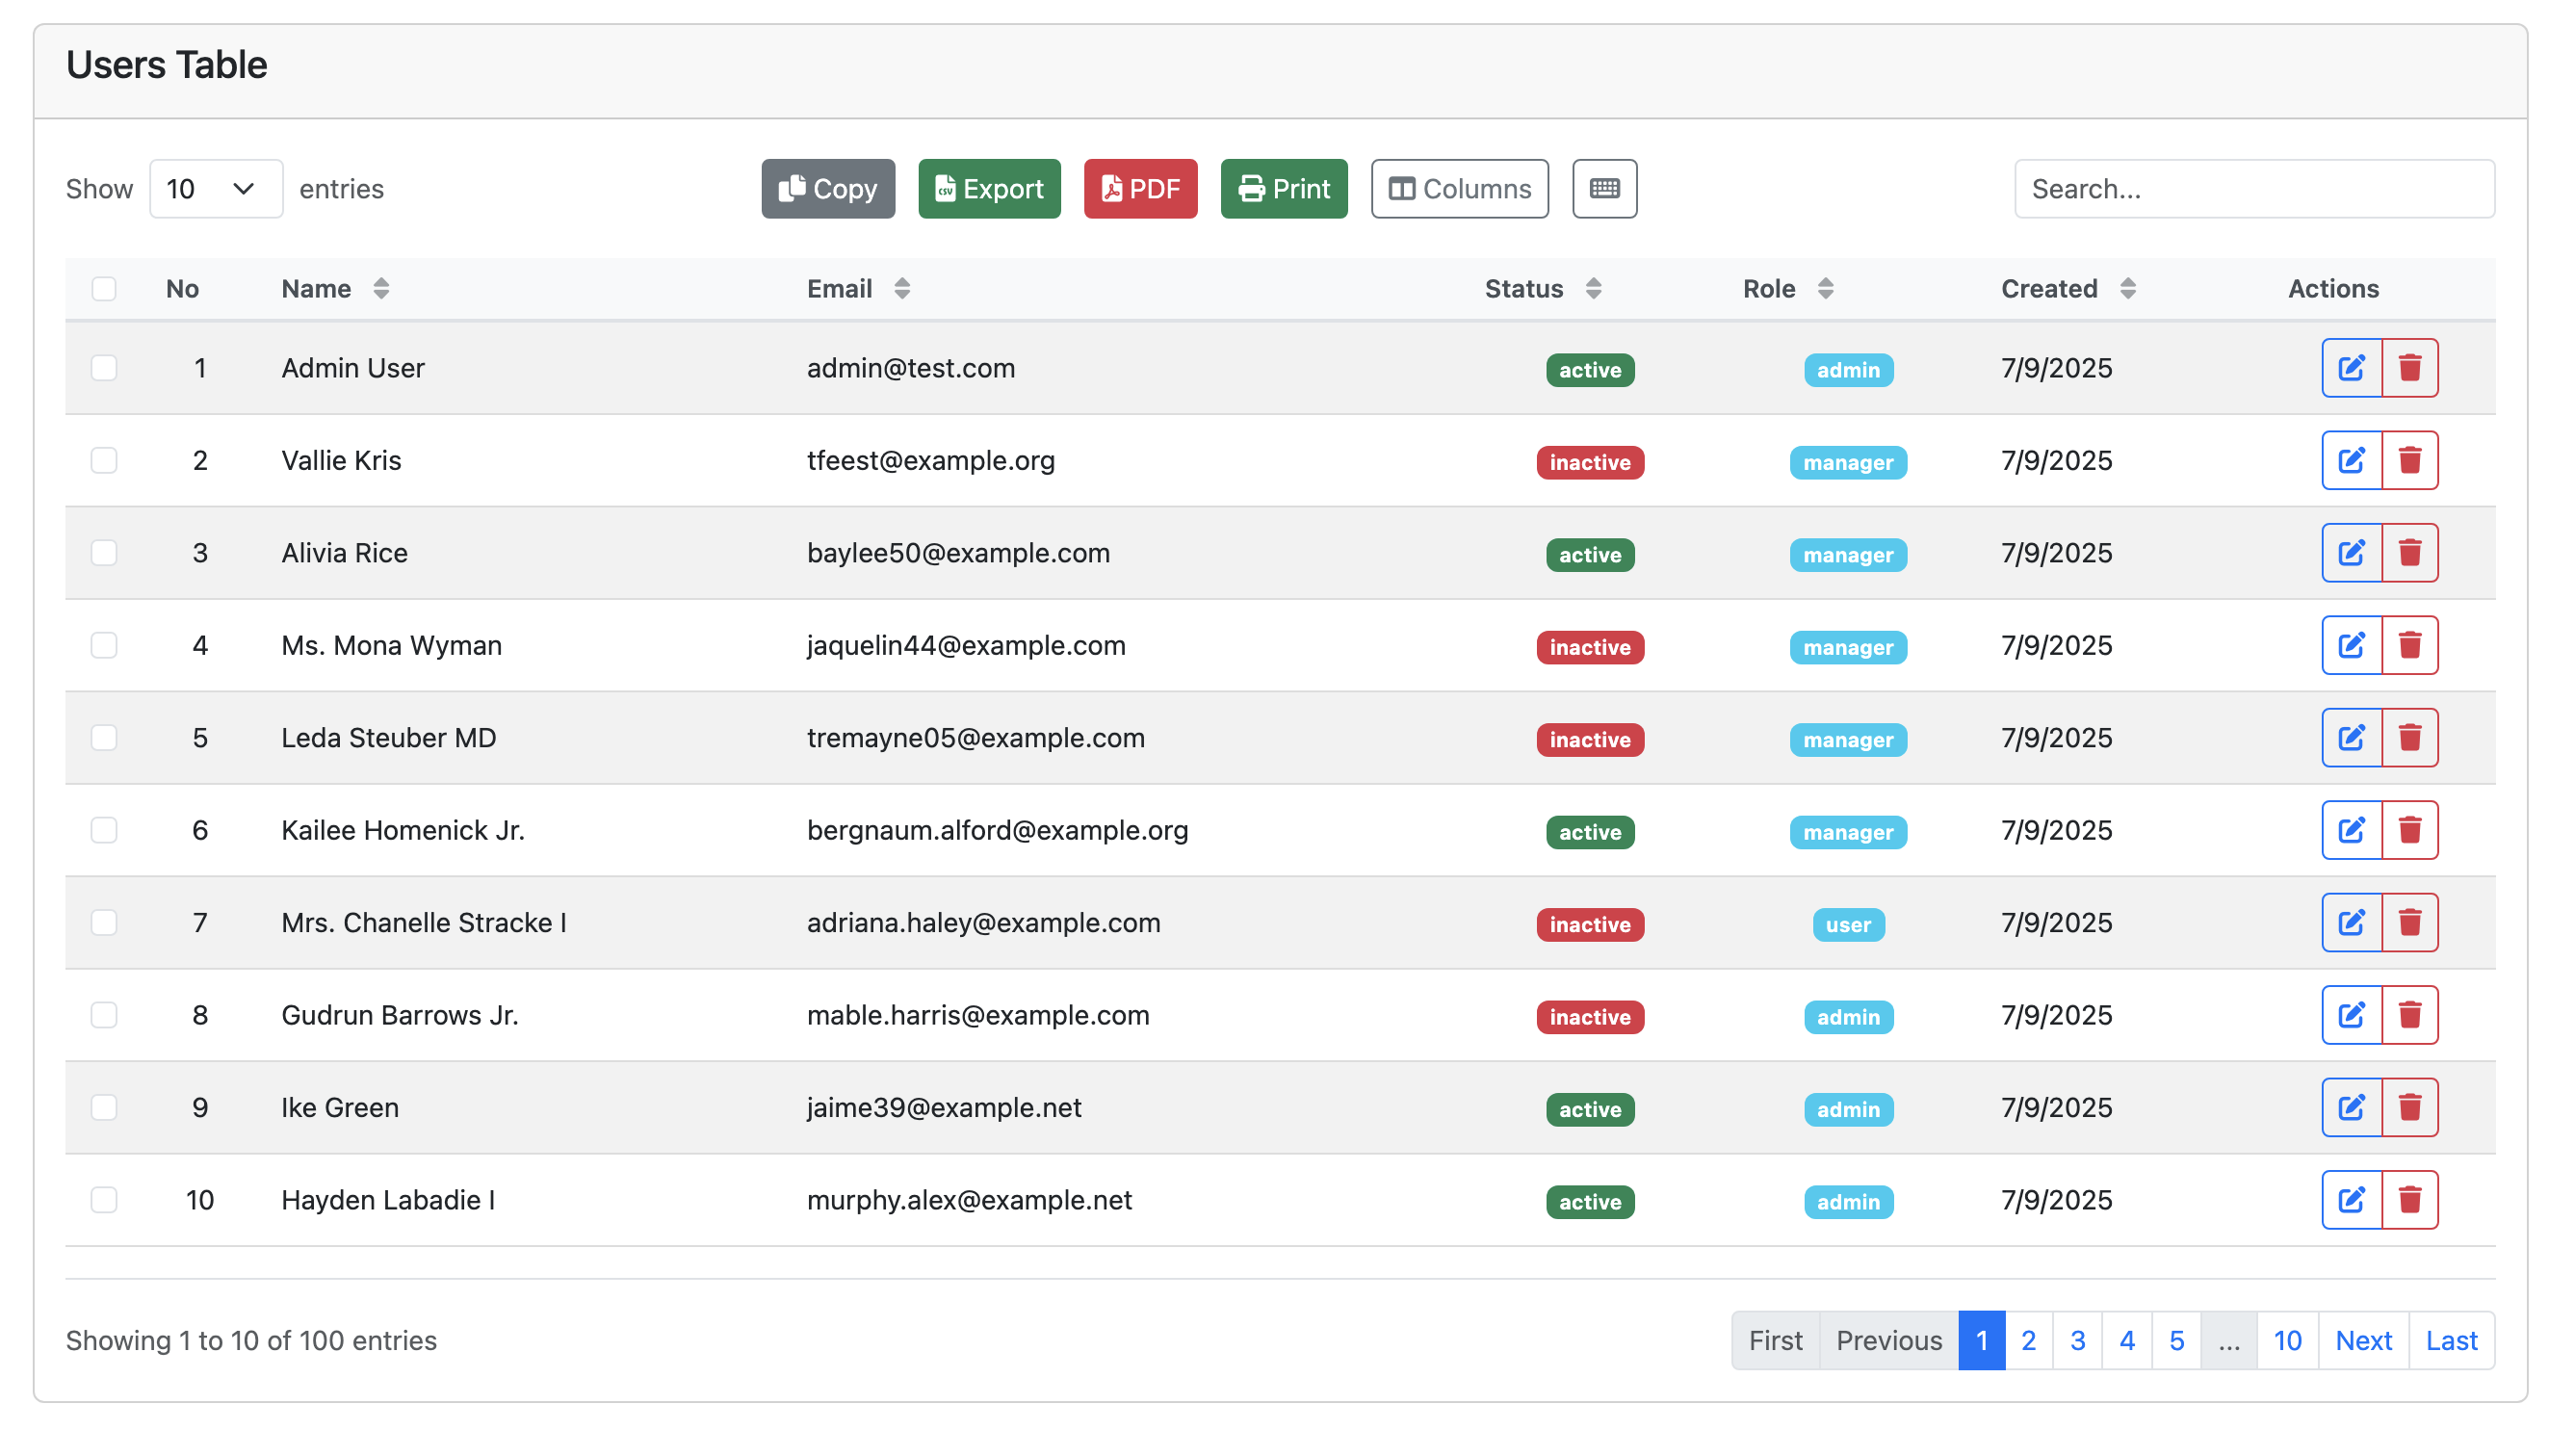 Users Table
Show 10 entries Copy Export PDF Print Columns Search...
No Name Email Status Role Created Actions
1 Admin User admin@test.com active admin 7/9/2025
2 Vallie Kris tfeest@example.org inactive manager 7/9/2025
3 Alivia Rice baylee50@example.com active manager 7/9/2025
4 Ms. Mona Wyman jaquelin44@example.com inactive manager 7/9/2025
5 Leda Steuber MD tremayne05@example.com inactive manager 7/9/2025
6 Kailee Homenick Jr. bergnaum.alford@example.org active manager 7/9/2025
7 Mrs. Chanelle Stracke I adriana.haley@example.com inactive user 7/9/2025
8 Gudrun Barrows Jr. mable.harris@example.com inactive admin 7/9/2025
9 Ike Green jaime39@example.net active admin 7/9/2025
10 Hayden Labadie I murphy.alex@example.net active admin 7/9/2025
Showing 1 to 10 of 100 entries First Previous 1 2 3 4 5 ... 10 Next Last